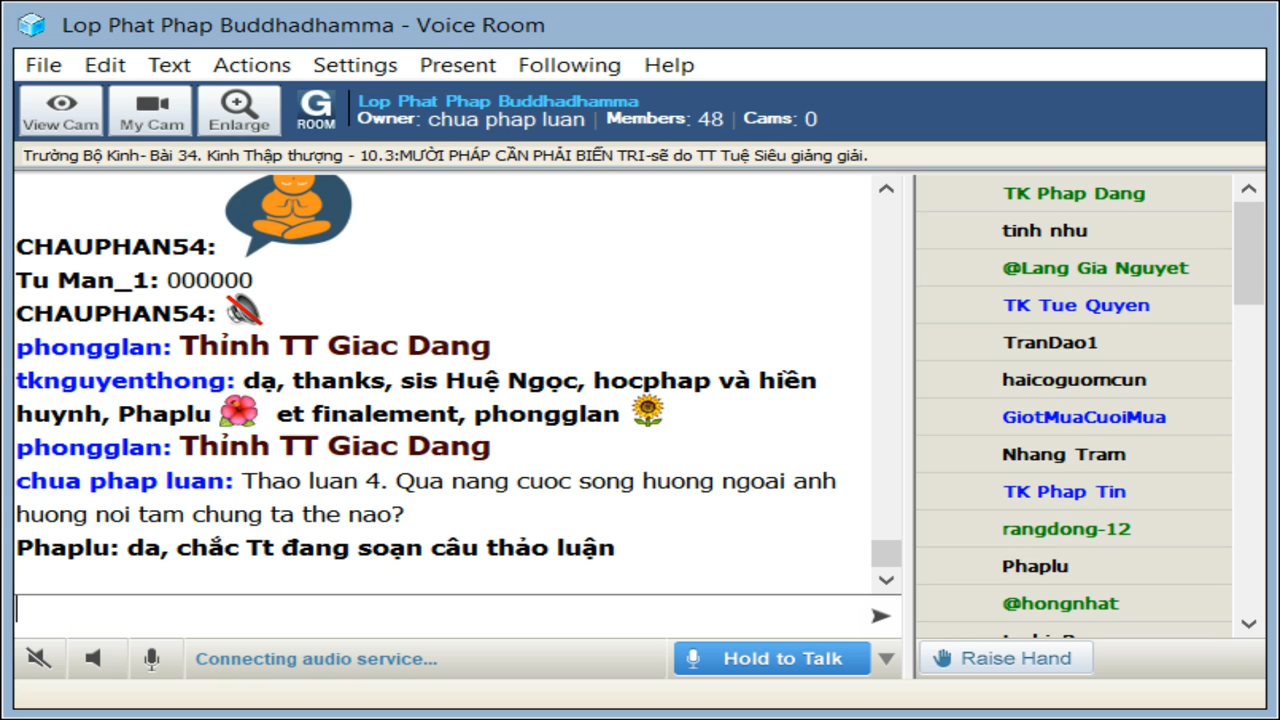 Lop Phat Phap Buddhadhamma - Voice Room
File Edit Text Actions Settings Present Following Help
View Cam My Cam Enlarge G ROOM
Lop Phat Phap Buddhadhamma
Owner: chua phap luan | Members: 48 | Cams: 0
Trường Bộ Kinh- Bài 34. Kinh Thập thượng - 10.3:MƯỜI PHÁP CẦN PHẢI BIẾN TRI-sẽ do TT Tuệ Siêu giảng giải.
CHAUPHAN54:
Tu Man_1: 000000
CHAUPHAN54:
phongglan: Thỉnh TT Giac Dang
tknguyenthong: dạ, thanks, sis Huệ Ngọc, hocphap và hiền
huynh, Phaplu et finalement, phongglan
phongglan: Thỉnh TT Giac Dang
chua phap luan: Thao luan 4. Qua nang cuoc song huong ngoai anh
huong noi tam chung ta the nao?
Phaplu: da, chắc Tt đang soạn câu thảo luận
TK Phap Dang
tinh nhu
@Lang Gia Nguyet
TK Tue Quyen
TranDao1
haicoguomcun
GiotMuaCuoiMua
Nhang Tram
TK Phap Tin
rangdong-12
Phaplu
@hongnhat
Connecting audio service...
Hold to Talk
Raise Hand